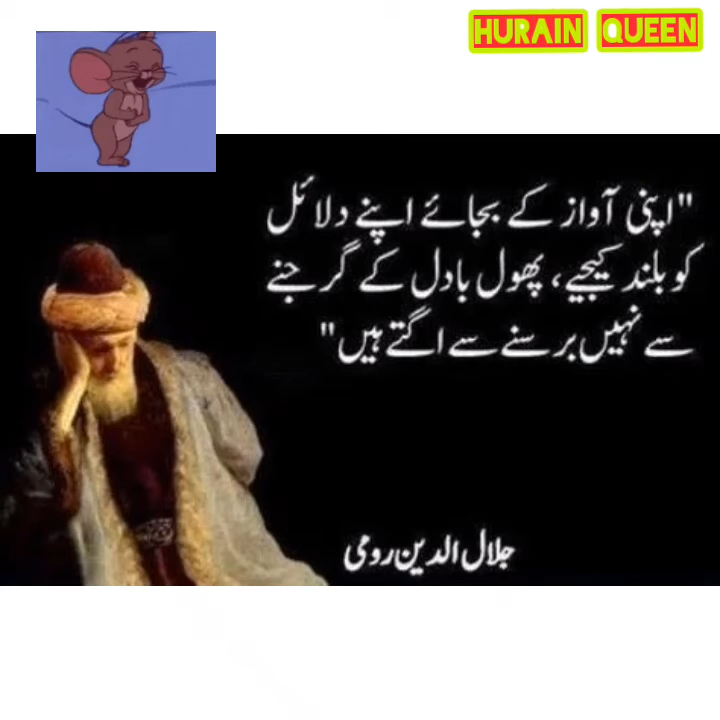 HURAIN QUEEN
"اپنی آواز کے بجائے اپنے دلائل
کو بلند کیجیے، پھول بادل کے گرجنے
سے نہیں برسنے سے اگتے ہیں"
جلال الدین رومی